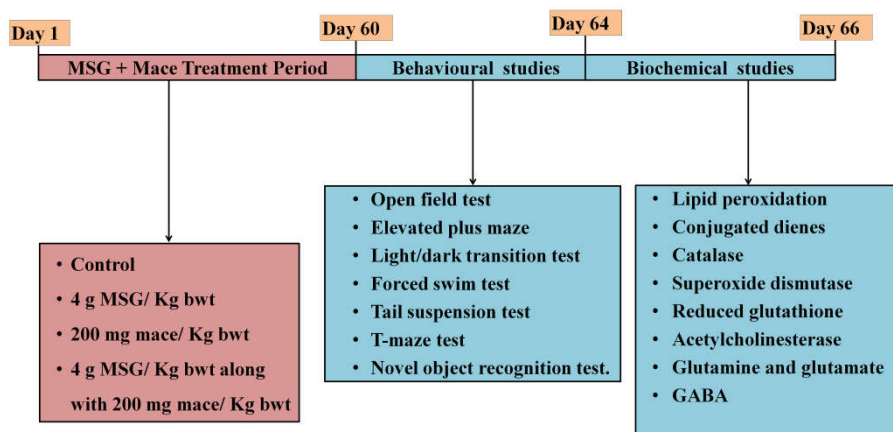 Day 1
Day 60
Day 64
Day 66
MSG + Mace Treatment Period
Behavioural studies
Biochemical studies
• Control
• 4 g MSG/ Kg bwt
• 200 mg mace/ Kg bwt
• 4 g MSG/ Kg bwt along
with 200 mg mace/ Kg bwt
• Open field test
• Elevated plus maze
• Light/dark transition test
• Forced swim test
• Tail suspension test
• T-maze test
• Novel object recognition test.
• Lipid peroxidation
• Conjugated dienes
• Catalase
• Superoxide dismutase
• Reduced glutathione
• Acetylcholinesterase
• Glutamine and glutamate
• GABA